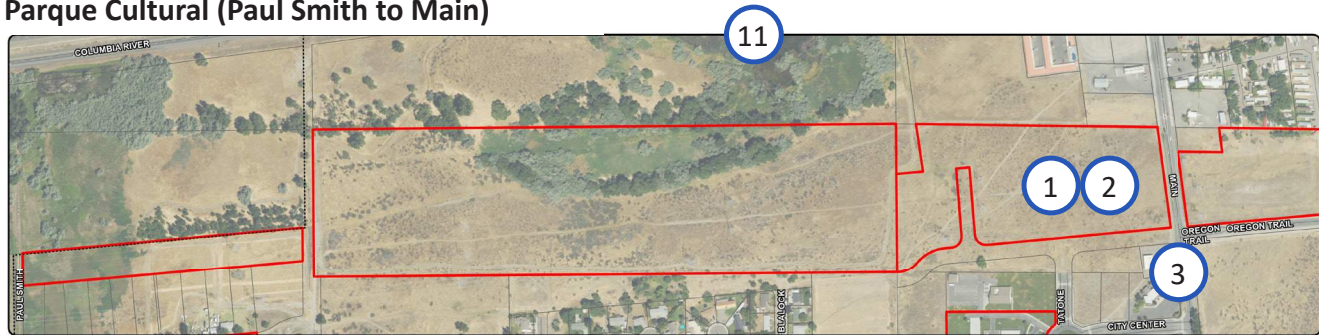 Parque Cultural (Paul Smith to Main)
COLUMBIA RIVER
11
1
2
MAIN
OREGON
TRAIL
OREGON TRAIL
3
PAUL SMITH
BLALOCK
TATONE
CITY CENTER